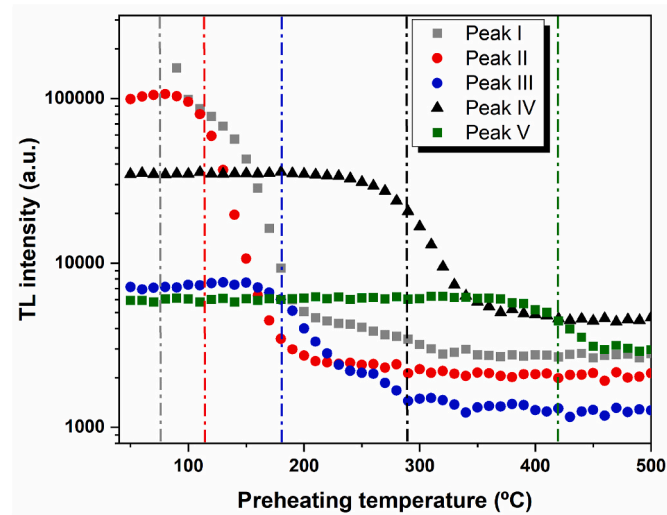 Peak I
Peak II
Peak III
Peak IV
Peak V
TL intensity (a.u.)
100000
10000
1000
100
200
300
400
500
Preheating temperature (ºC)